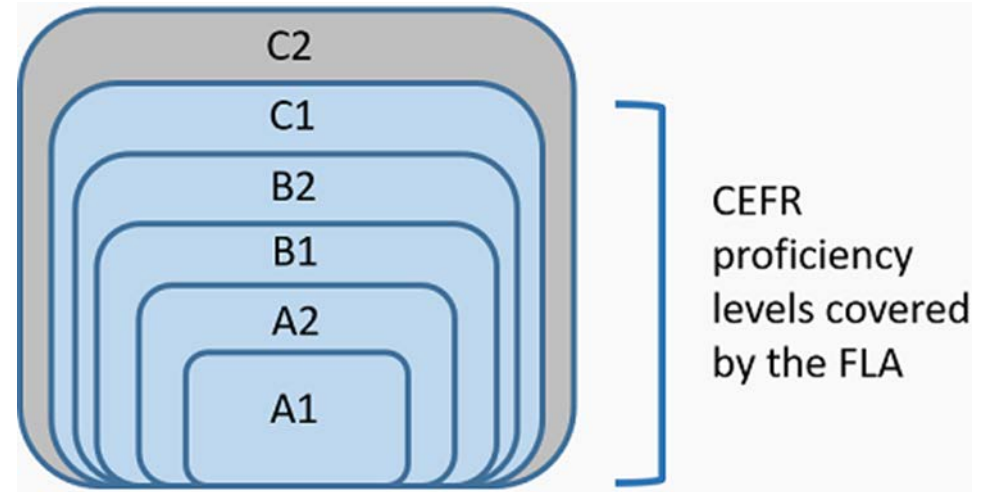 C2
C1
B2
B1
A2
A1
CEFR
proficiency
levels covered
by the FLA